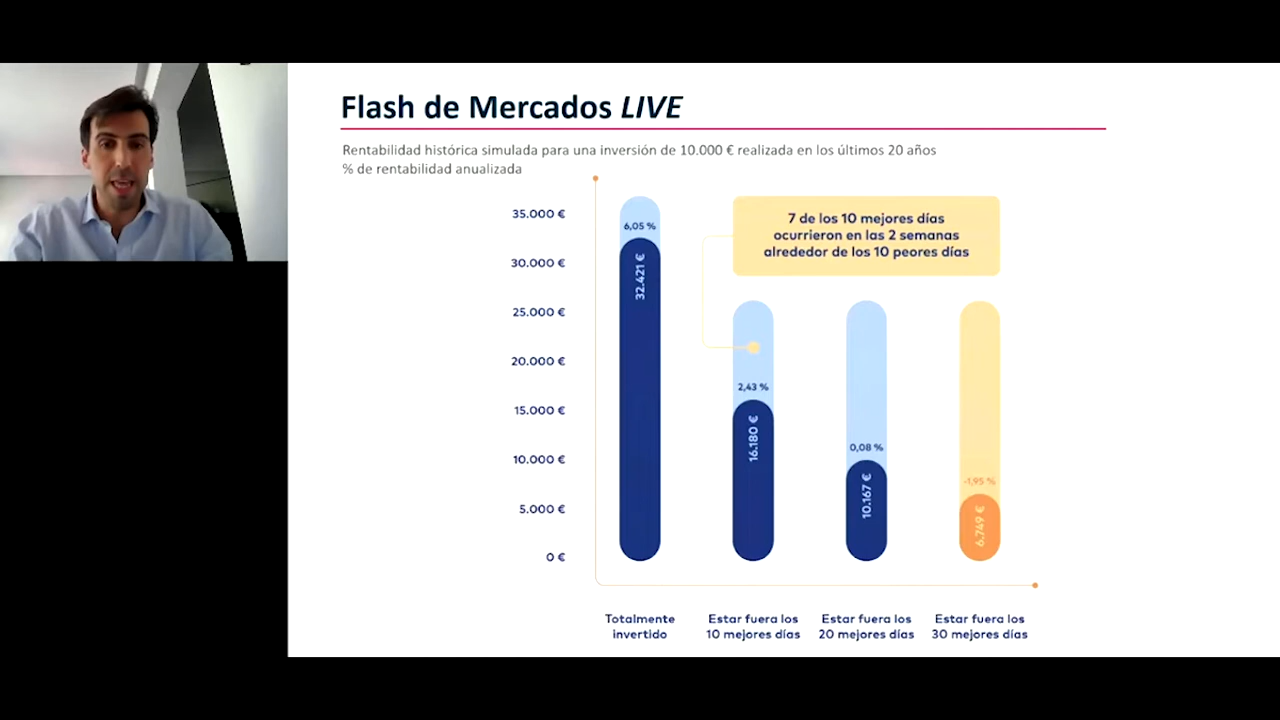 Flash de Mercados LIVE
Rentabilidad histórica simulada para una inversión de 10.000 € realizada en los últimos 20 años
% de rentabilidad anualizada
7 de los 10 mejores días
ocurrieron en las 2 semanas
alrededor de los 10 peores días
35.000 €
30.000 €
25.000 €
20.000 €
15.000 €
10.000 €
5.000 €
0 €
6,05 %
32.421 €
2,43 %
16.180 €
0,08 %
10.167 €
-1,95 %
6.749 €
Totalmente
invertido
Estar fuera los
10 mejores días
Estar fuera los
20 mejores días
Estar fuera los
30 mejores días